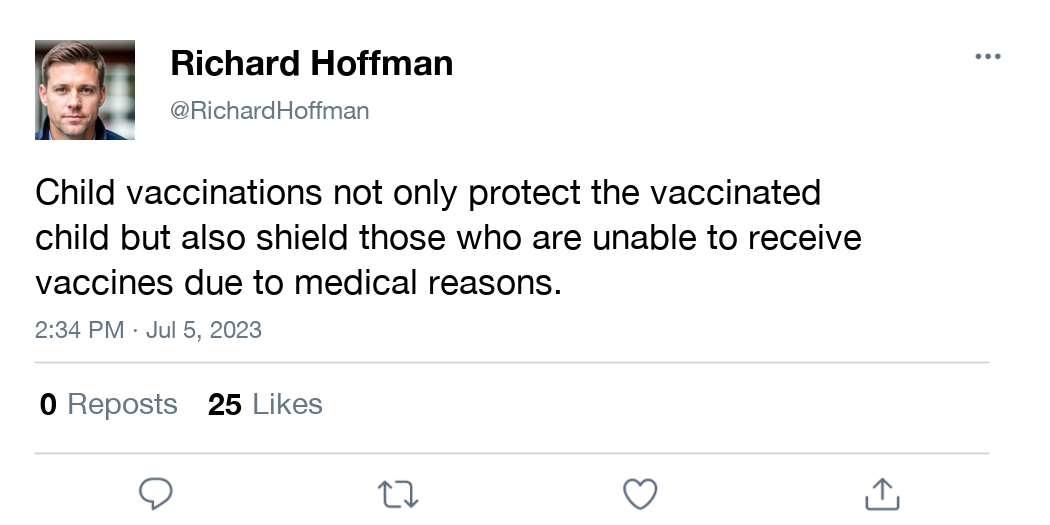 Richard Hoffman
@RichardHoffman
Child vaccinations not only protect the vaccinated
child but also shield those who are unable to receive
vaccines due to medical reasons.
2:34 PM · Jul 5, 2023
0 Reposts 25 Likes